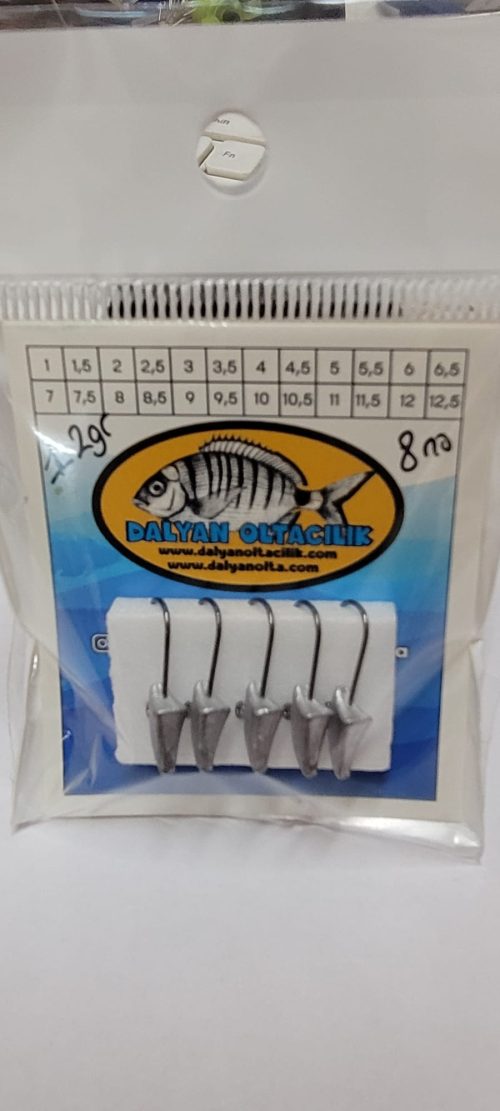 Fn
1 1,5 2 2,5 3 3,5 4 4,5 5 5,5 6 6,5
7 7,5 8 8,5 9 9,5 10 10,5 11 11,5 12 12,5
2gr
8 no
DALYAN OLTACILIK
www.dalyanoltacilik.com
www.dalyanolta.com
a